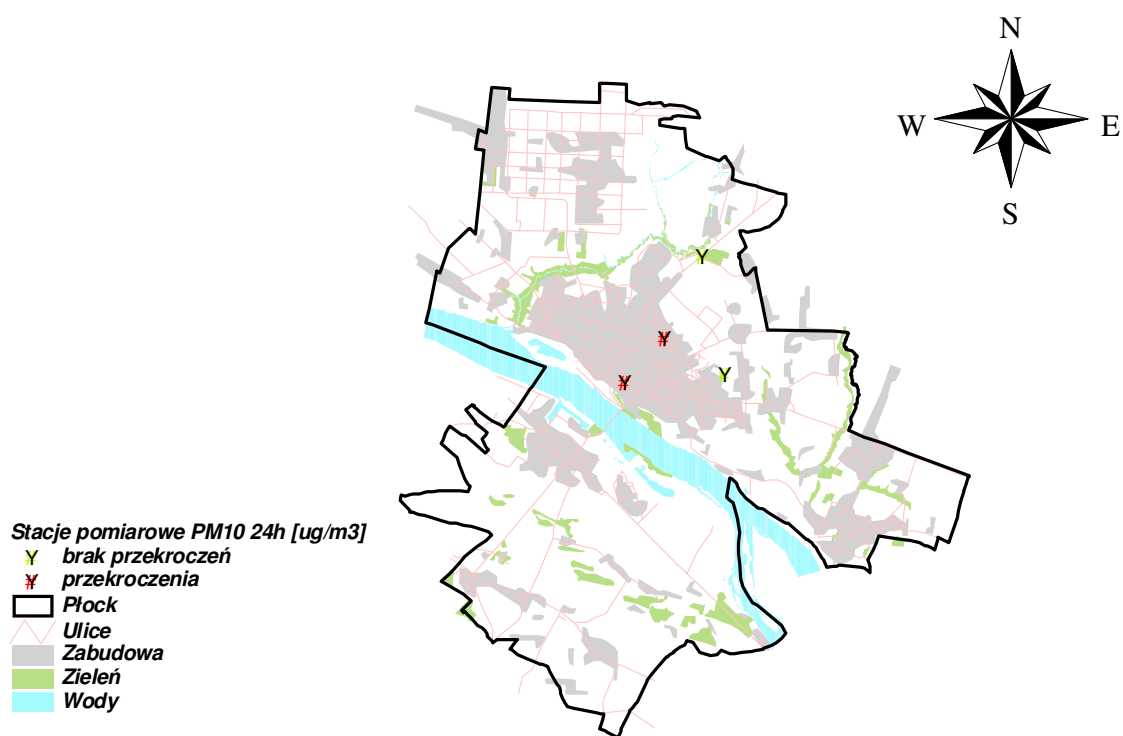 N
W
E
S
Stacje pomiarowe PM10 24h [ug/m3]
Y brak przekroczeń
¥ przekroczenia
Płock
Ulice
Zabudowa
Zieleń
Wody
Y
¥
Y
¥